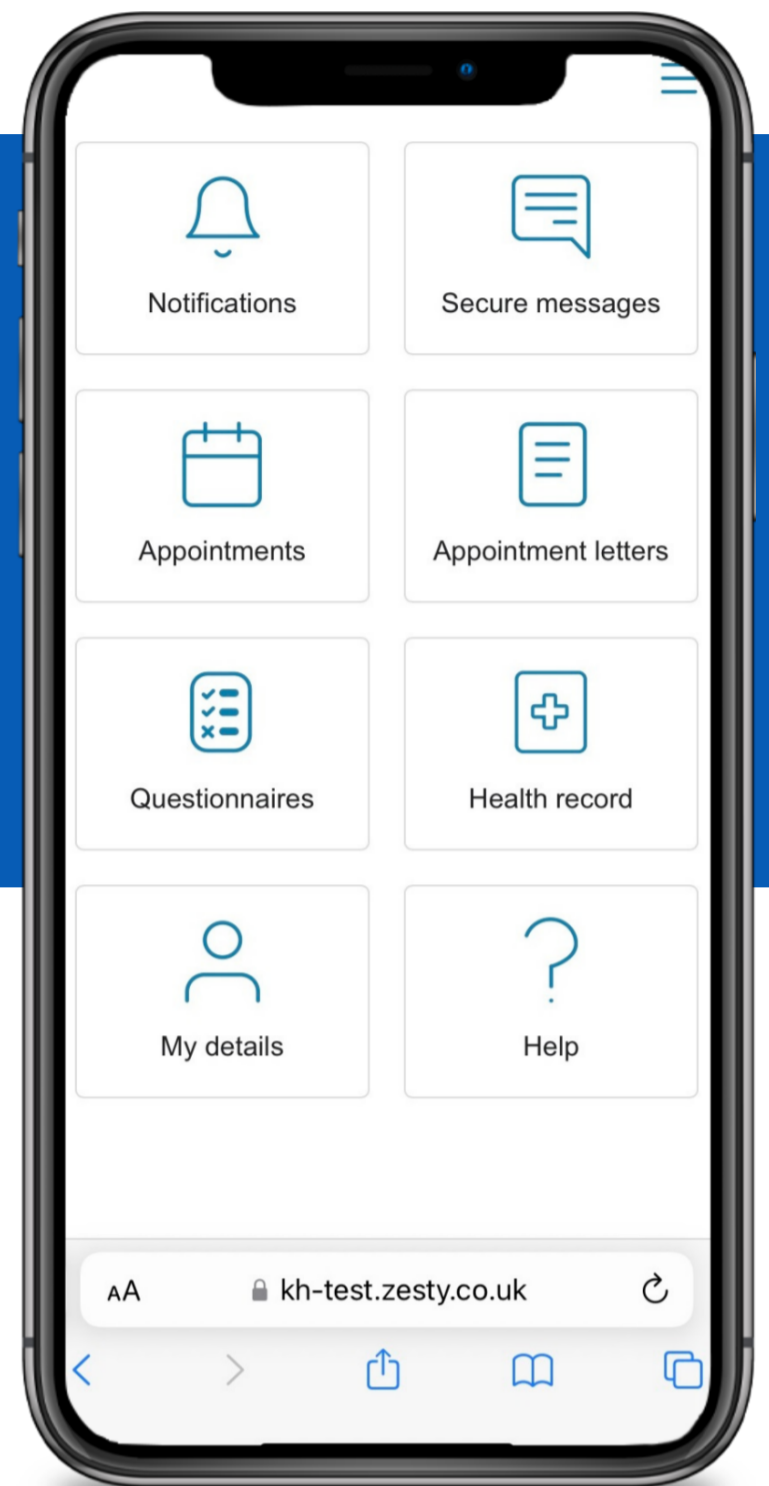 Notifications
Secure messages
Appointments
Appointment letters
Questionnaires
Health record
My details
Help
AA
kh-test.zesty.co.uk